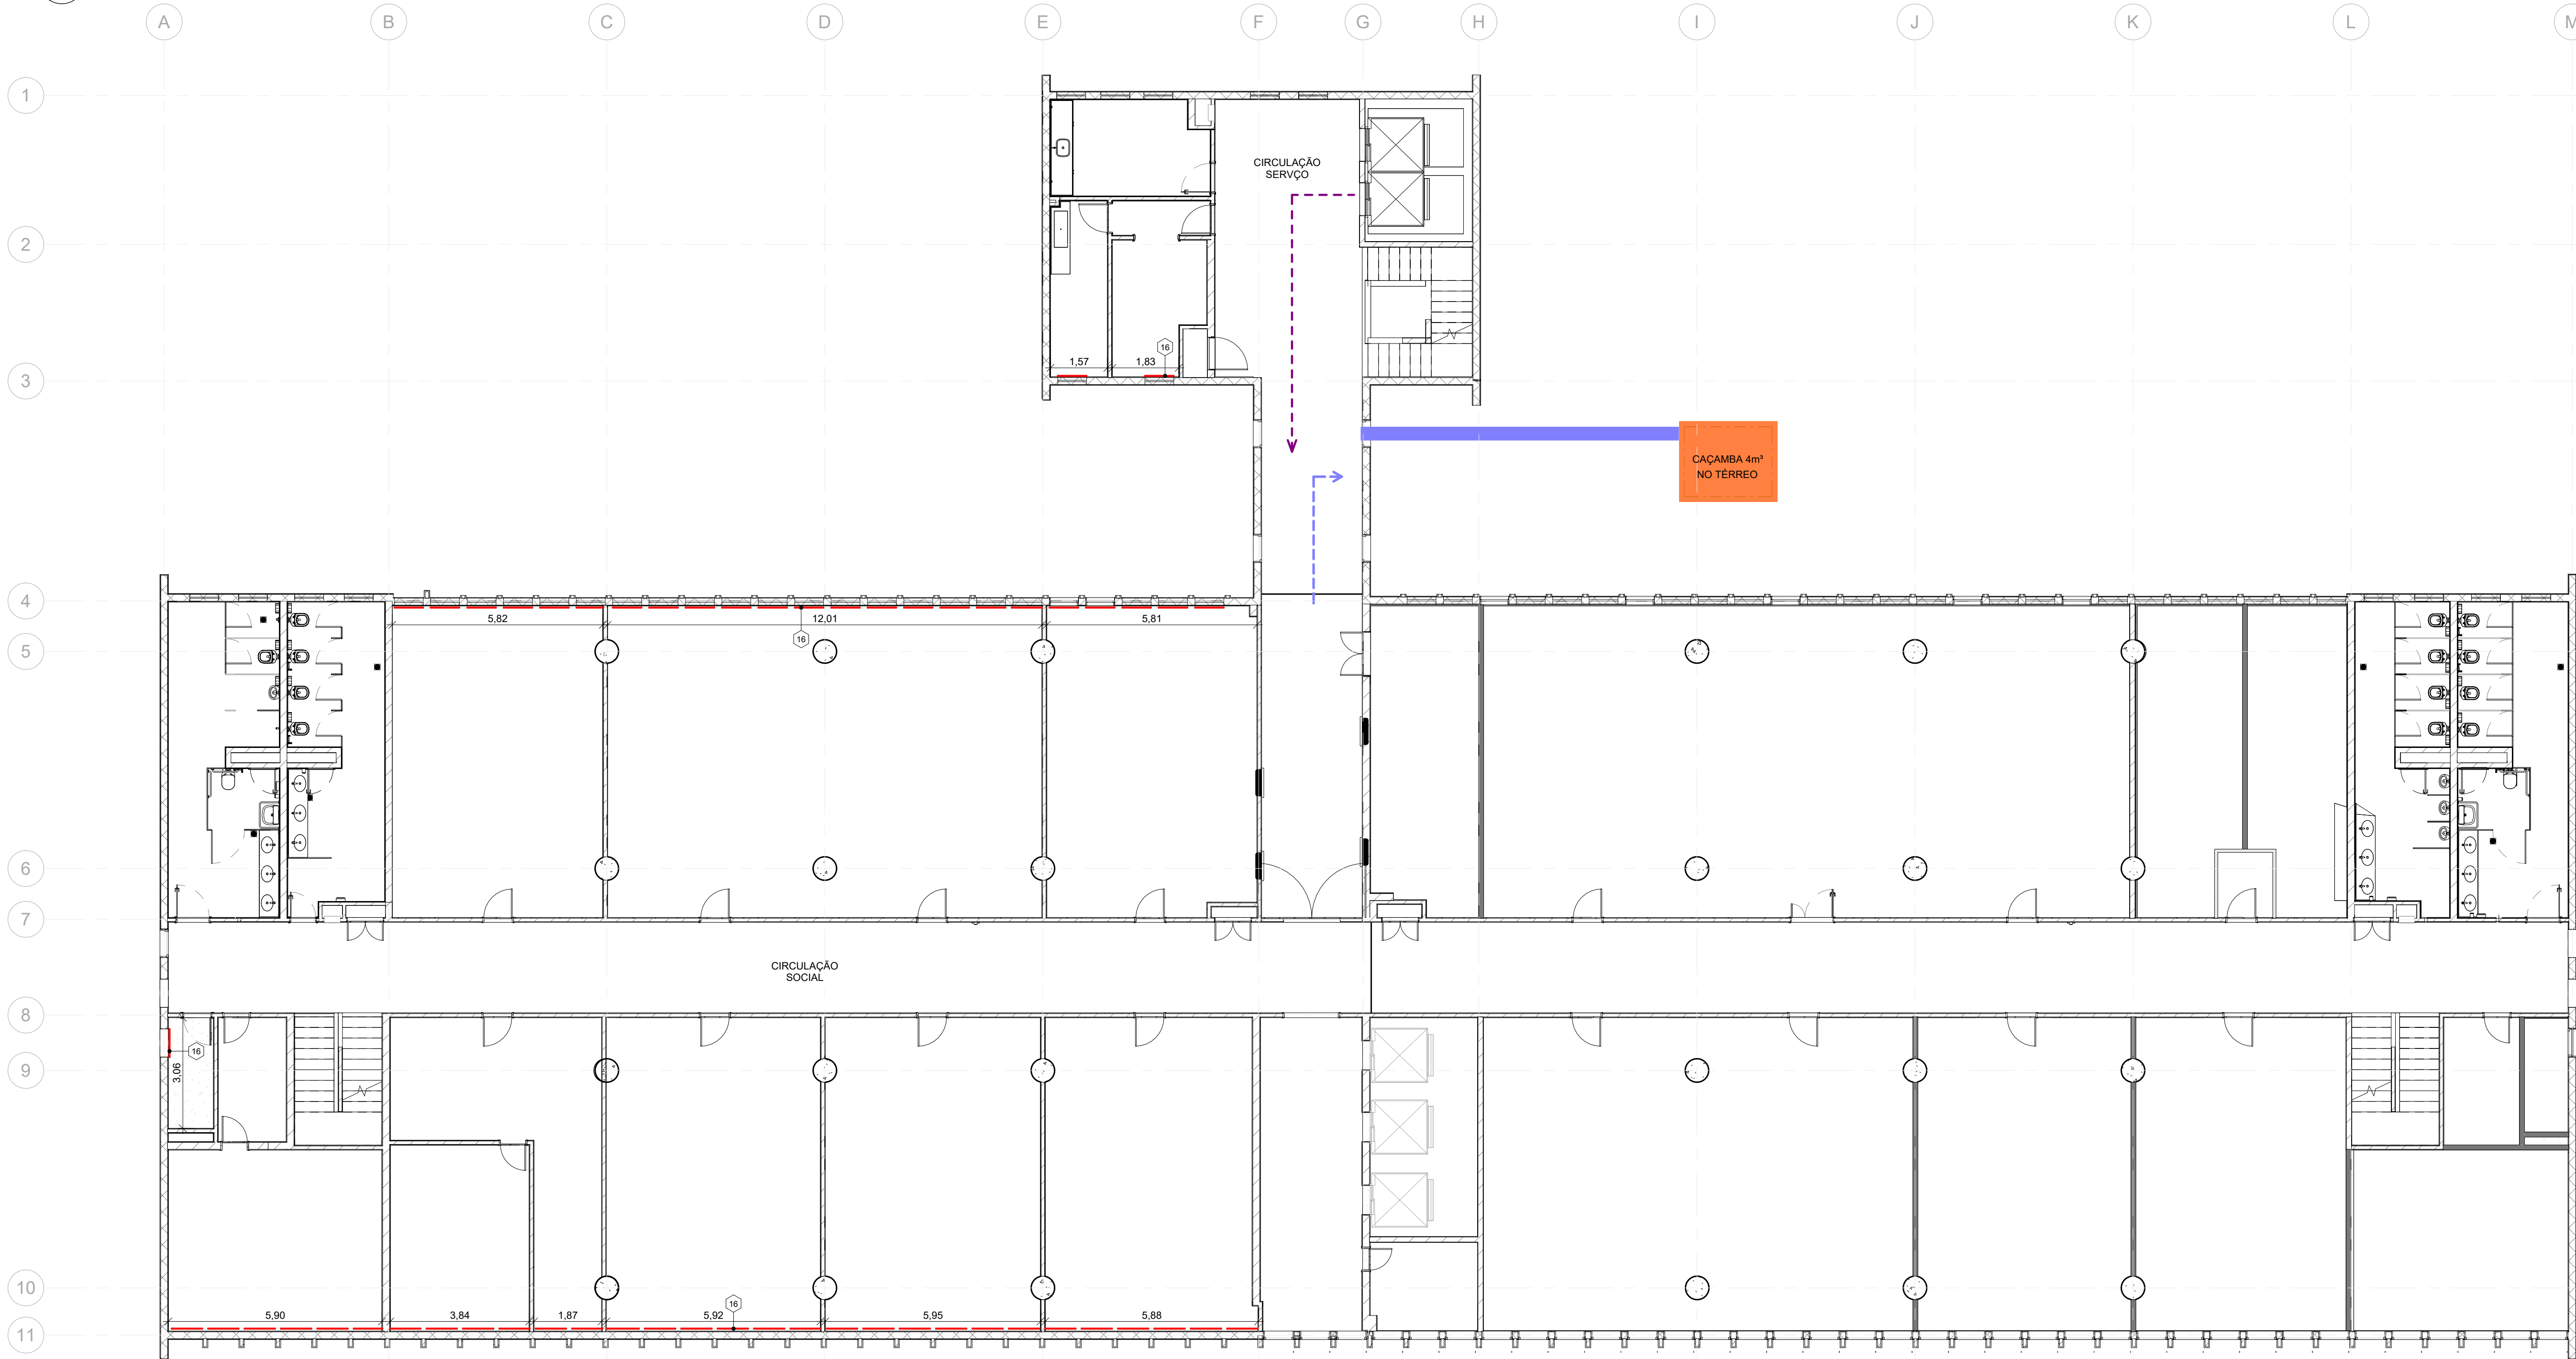 A B C D E F G H I J K L M
1
CIRCULAÇÃO
SERVÇO
2
1,57 1,83 16
3
CAÇAMBA 4m³
NO TÉRREO
4
5,82 12,01 5,81
16
5
6
7
CIRCULAÇÃO
SOCIAL
8
16
9
3,06
10
16
5,90 3,84 1,87 5,92 5,95 5,88
11